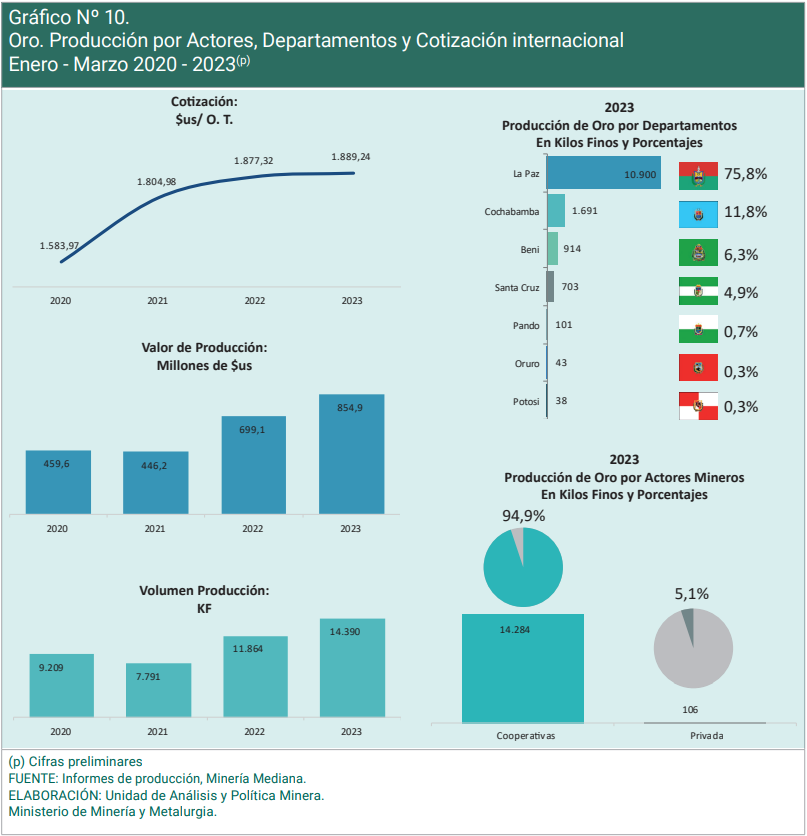 Gráfico Nº 10.
Oro. Producción por Actores, Departamentos y Cotización internacional
Enero - Marzo 2020 - 2023(p)
Cotización:
$us/ O. T.
1.583,97
1.804,98
1.877,32
1.889,24
2020
2021
2022
2023
Valor de Producción:
Millones de $us
459,6
446,2
699,1
854,9
2020
2021
2022
2023
Volumen Producción:
KF
9.209
7.791
11.864
14.390
2020
2021
2022
2023
2023
Producción de Oro por Departamentos
En Kilos Finos y Porcentajes
La Paz 10.900 75,8%
Cochabamba 1.691 11,8%
Beni 914 6,3%
Santa Cruz 703 4,9%
Pando 101 0,7%
Oruro 43 0,3%
Potosi 38 0,3%
2023
Producción de Oro por Actores Mineros
En Kilos Finos y Porcentajes
94,9%
5,1%
14.284
106
Cooperativas
Privada
(p) Cifras preliminares
FUENTE: Informes de producción, Minería Mediana.
ELABORACIÓN: Unidad de Análisis y Política Minera.
Ministerio de Minería y Metalurgia.